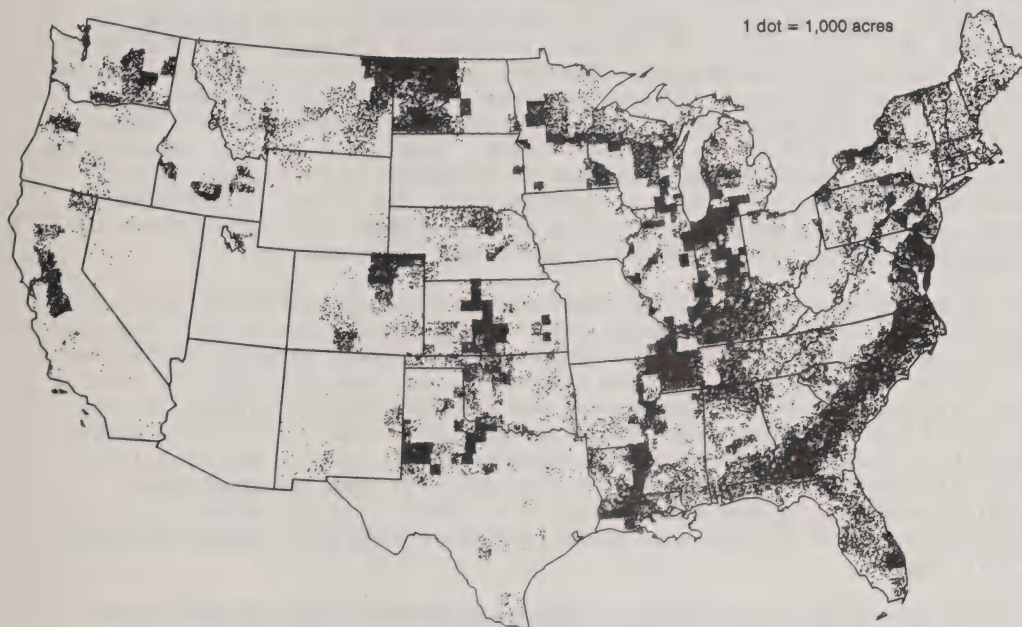 1 dot = 1,000 acres